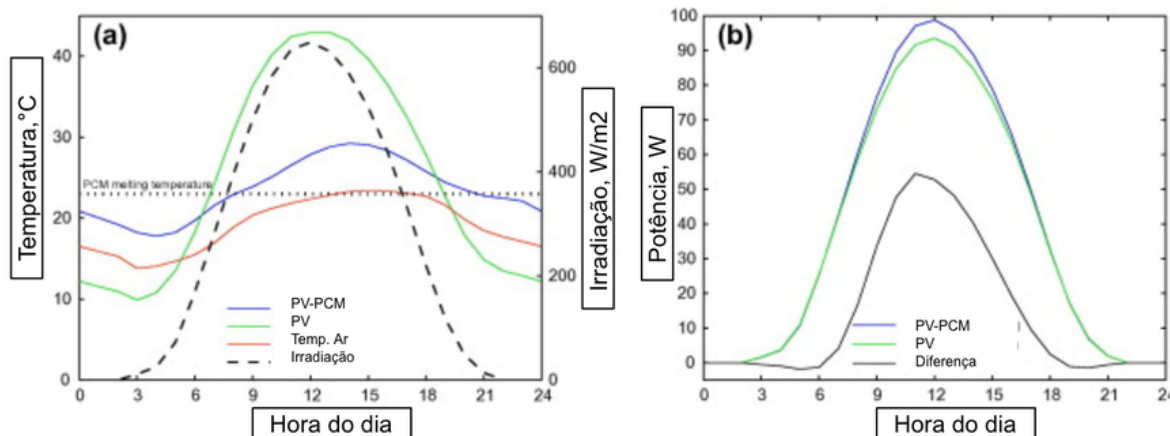 (a)
Temperatura,°C
40
30
20
10
0
PCM melting temperature
PV-PCM
PV
Temp. Ar
Irradiação
600
400
200
0
Irradiação, W/m2
0 3 6 9 12 15 18 21 24
Hora do dia
(b)
Potência, W
100
90
80
70
60
50
40
30
20
10
0
PV-PCM
PV
Diferença
0 3 6 9 12 15 18 21 24
Hora do dia